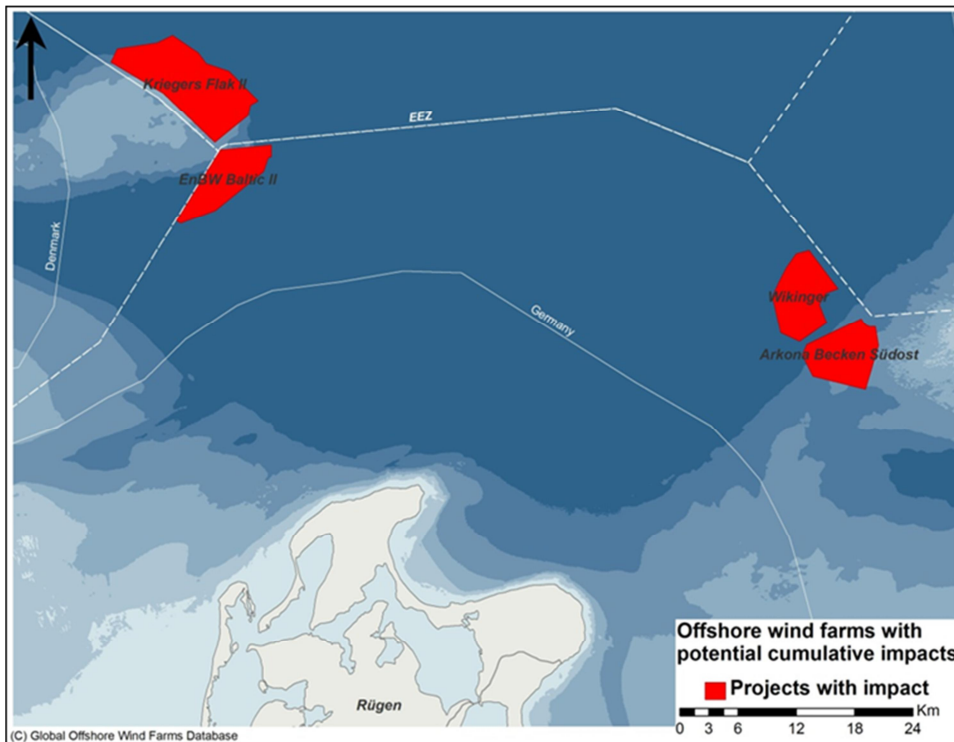 Kriegers Flak II
EEZ
EnBW Baltic II
Denmark
Germany
Wikinger
Arkona Becken Südost
Rügen
Offshore wind farms with
potential cumulative impacts
Projects with impact
Km
0 3 6 12 18 24
(C) Global Offshore Wind Farms Database